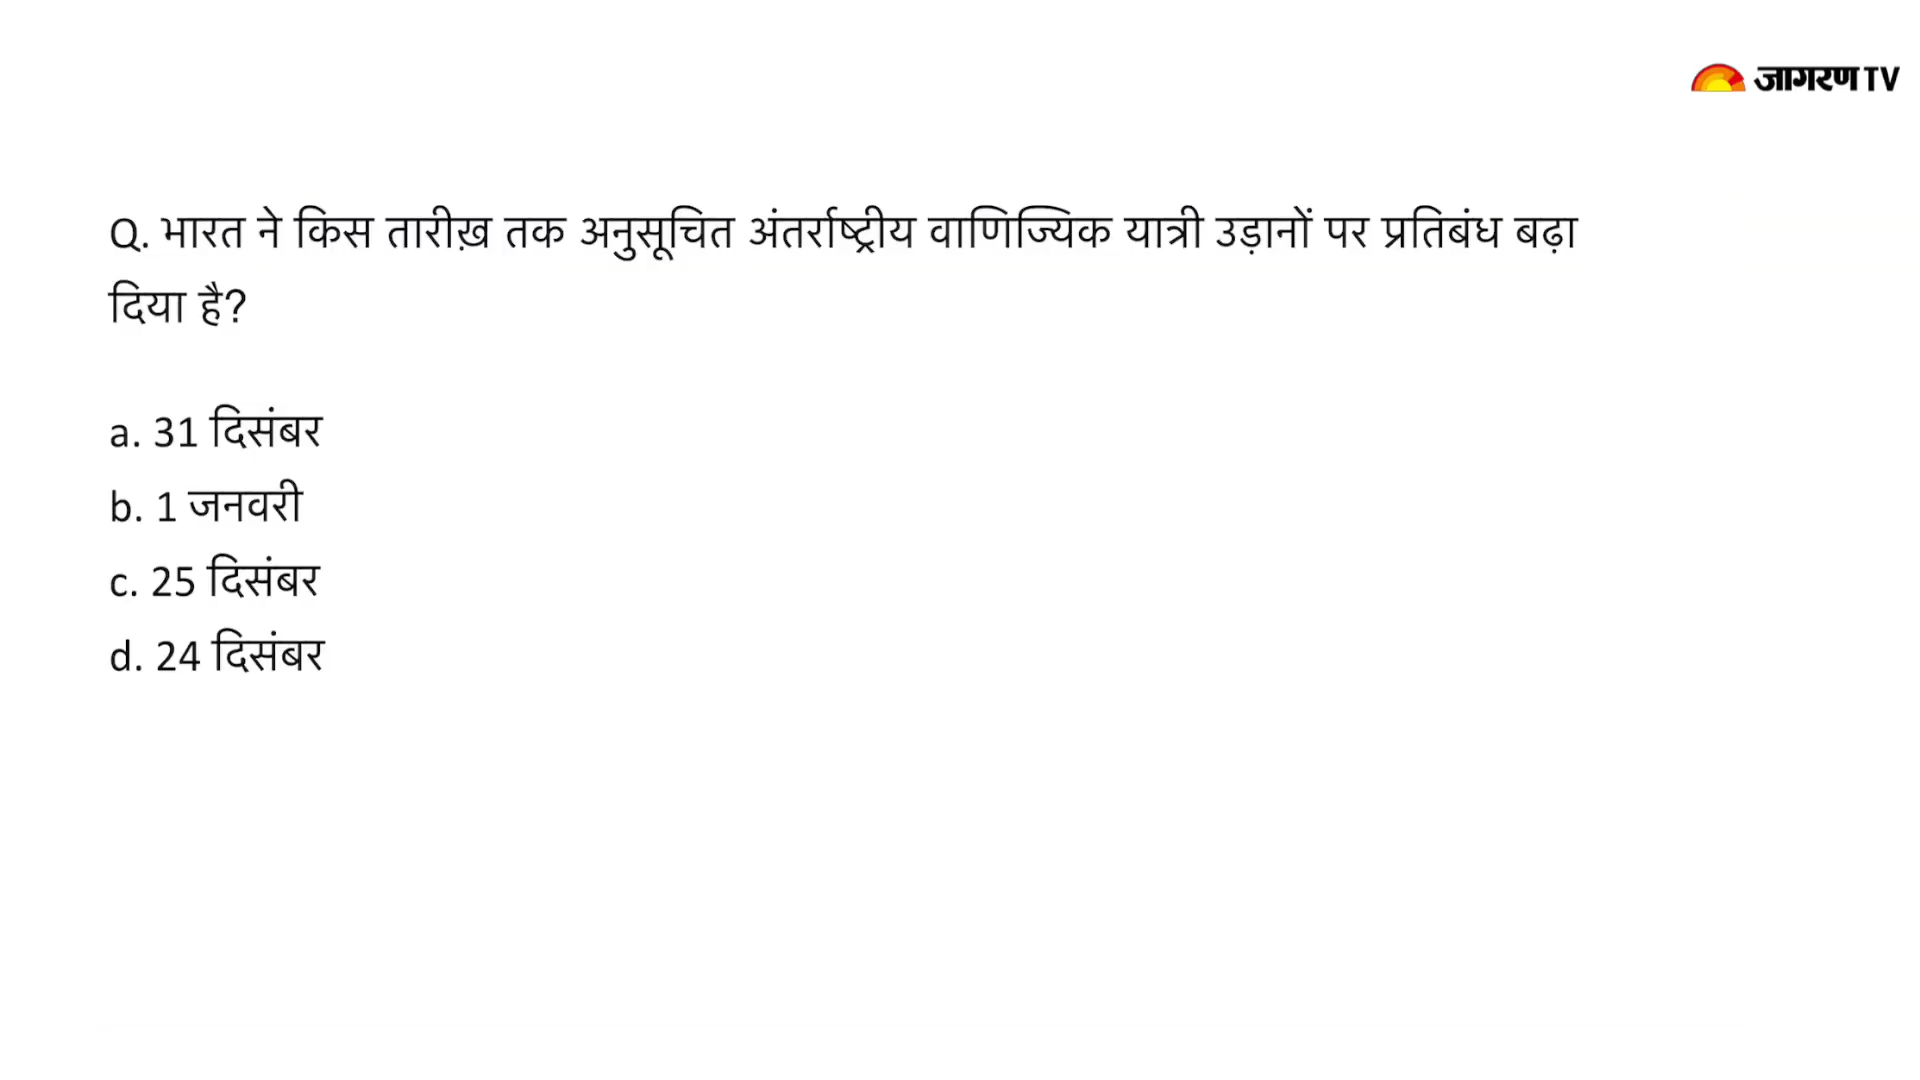 जागरण TV
Q. भारत ने किस तारीख़ तक अनुसूचित अंतर्राष्ट्रीय वाणिज्यिक यात्री उड़ानों पर प्रतिबंध बढ़ा
दिया है?
a. 31 दिसंबर
b. 1 जनवरी
c. 25 दिसंबर
d. 24 दिसंबर